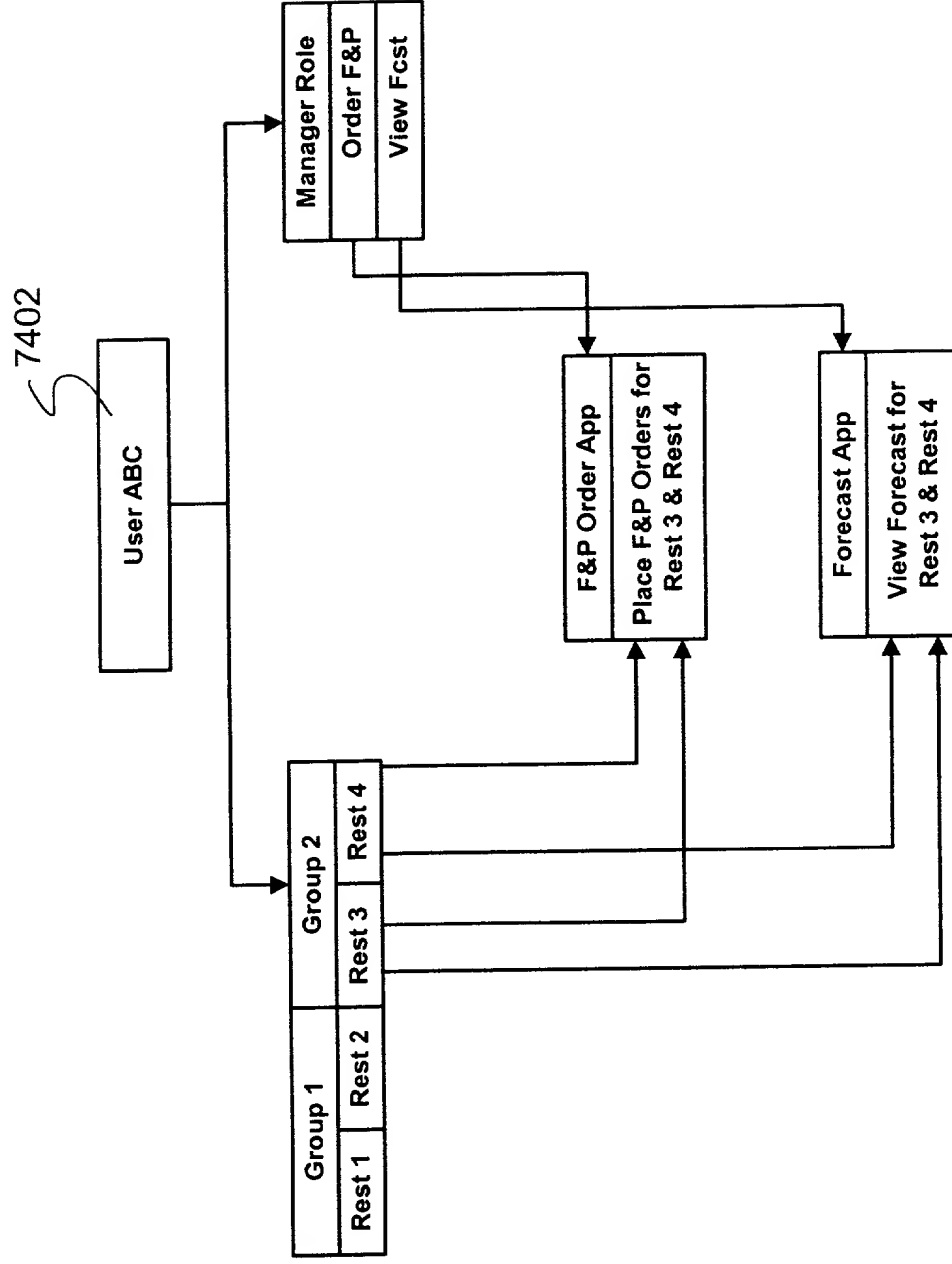 7402
User ABC
Group 1
Group 2
Manager Role
Rest 1
Rest 2
Rest 3
Rest 4
Order F&P
View Fcst
F&P Order App
Place F&P Orders for
Rest 3 & Rest 4
Forecast App
View Forecast for
Rest 3 & Rest 4